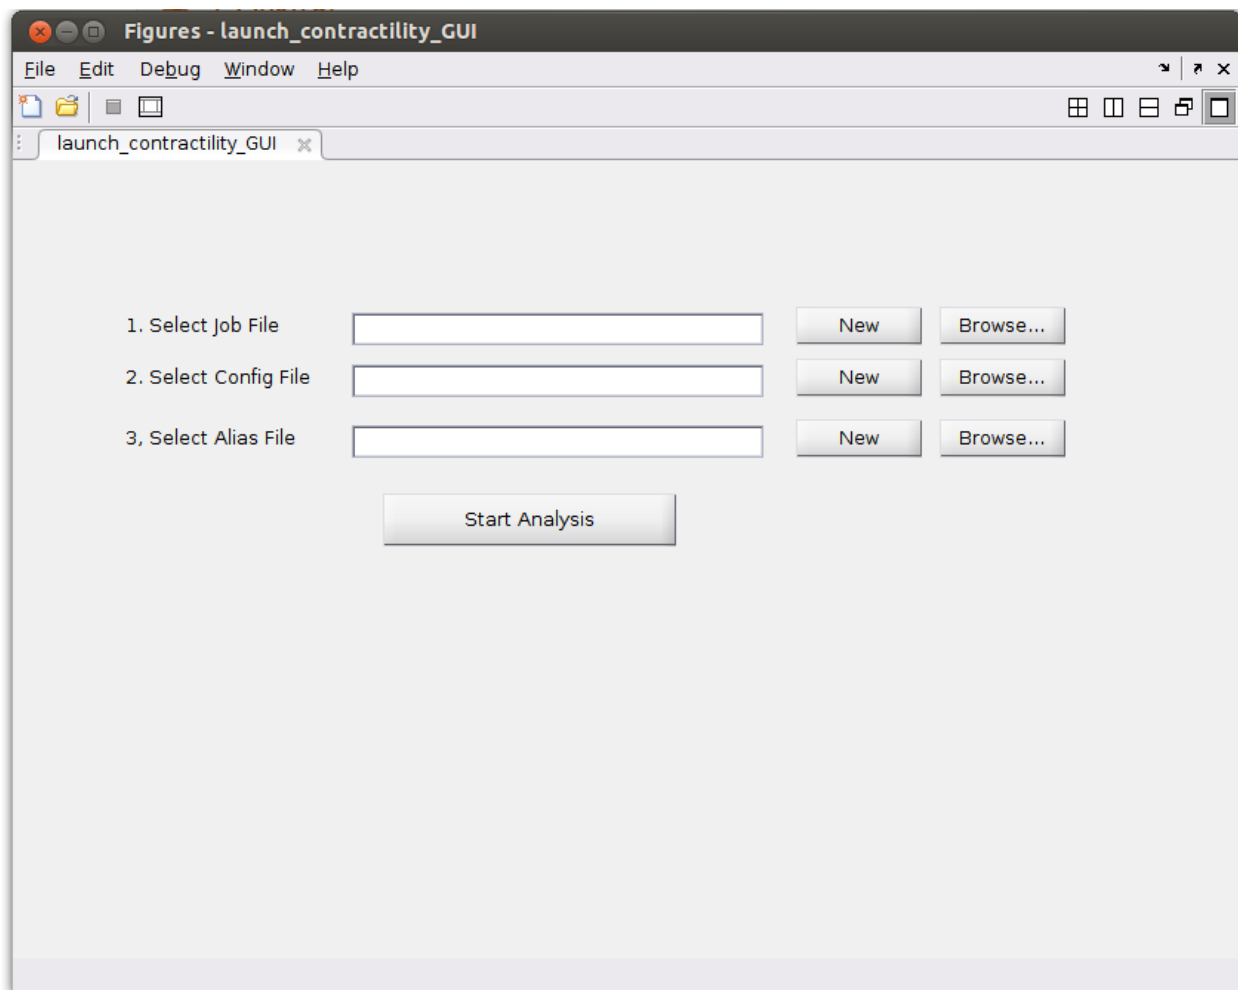 Figures - launch_contractility_GUI
File Edit Debug Window Help
launch_contractility_GUI
1. Select Job File New Browse...
2. Select Config File New Browse...
3, Select Alias File New Browse...
Start Analysis